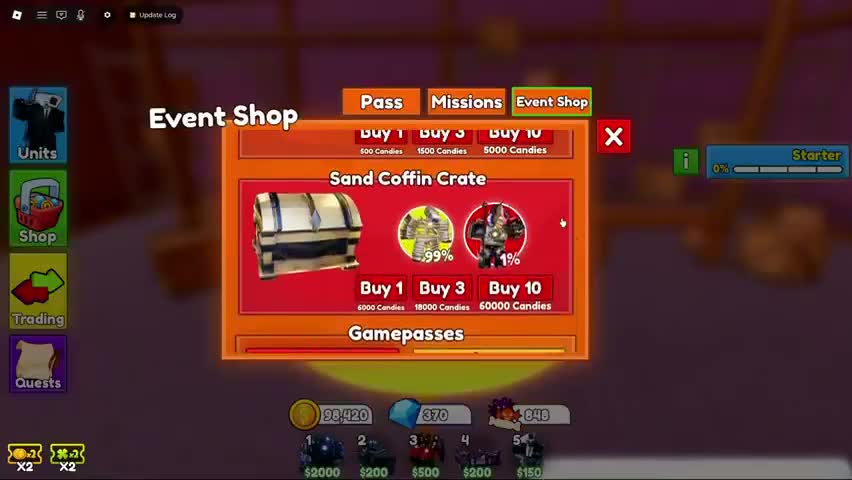 Update Log
Event Shop
Pass
Missions
Event Shop
X
Buy 1
Buy 3
Buy 10
500 Candies
1500 Candies
5000 Candies
Sand Coffin Crate
.99%
1%
Buy 1
Buy 3
Buy 10
6000 Candies
18000 Candies
60000 Candies
Gamepasses
Units
Shop
Trading
Quests
i
Starter
0%
98,420
370
848
1
2
3
4
5
$2000
$200
$500
$200
$150
x2
x2
X2
X2